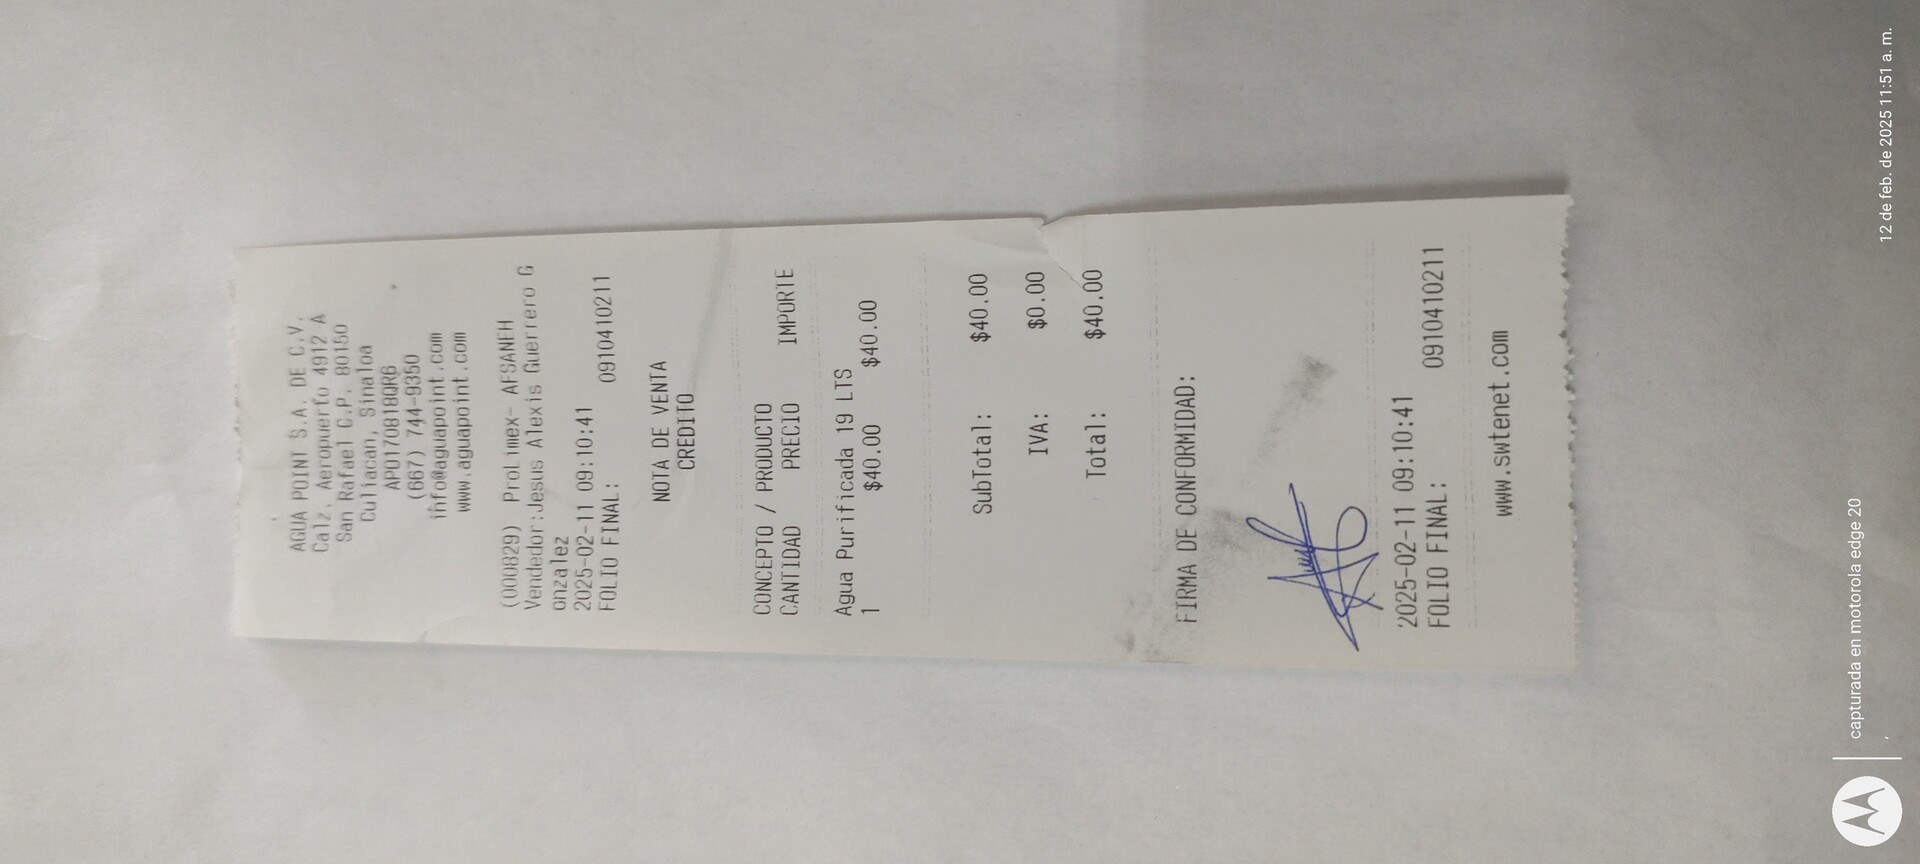 AGUA POINT S.A. DE C.V.
Calz. Aeropuerto 4912 A
San Rafael C.P. 80150
Culiacan, Sinaloa
APO170818QR6
(667) 744-9350
info@aguapoint.com
www.aguapoint.com
(000829) ProLimex- AFSANEH
Vendedor:Jesus Alexis Guerrero G
onzalez
2025-02-11 09:10:41
FOLIO FINAL: 0910410211
NOTA DE VENTA
CREDITO
CONCEPTO / PRODUCTO
CANTIDAD PRECIO IMPORTE
Agua Purificada 19 LTS
1 $40.00 $40.00
SubTotal: $40.00
IVA: $0.00
Total: $40.00
FIRMA DE CONFORMIDAD:
2025-02-11 09:10:41
FOLIO FINAL: 0910410211
www.swtenet.com
capturada en motorola edge 20
12 de feb. de 2025 11:51 a. m.